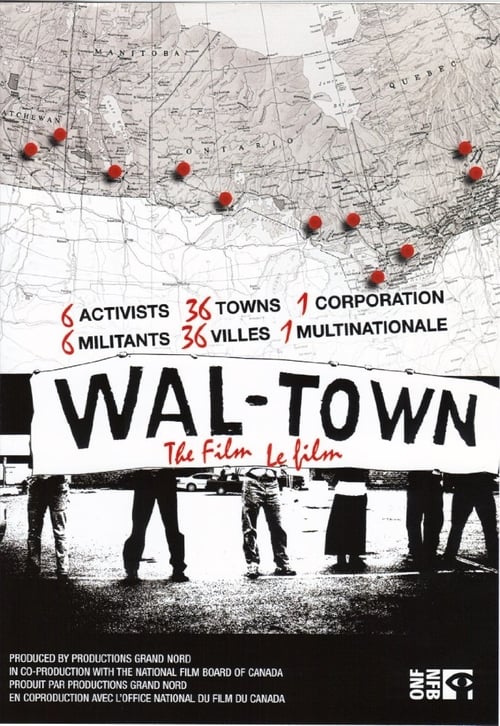 MANITOBA
QUEBEC
ATCHEWAN
ONTARIO
6 ACTIVISTS 36 TOWNS 1 CORPORATION
6 MILITANTS 36 VILLES 1 MULTINATIONALE
WAL-TOWN
The Film Le film
PRODUCED BY PRODUCTIONS GRAND NORD
IN CO-PRODUCTION WITH THE NATIONAL FILM BOARD OF CANADA
PRODUIT PAR PRODUCTIONS GRAND NORD
EN COPRODUCTION AVEC L'OFFICE NATIONAL DU FILM DU CANADA
ONF
NFB